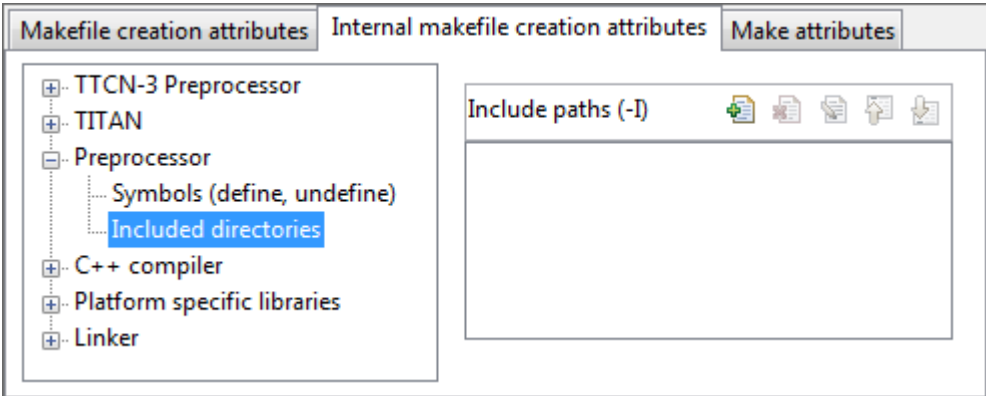 Makefile creation attributes
Internal makefile creation attributes
Make attributes
TTCN-3 Preprocessor
TITAN
Preprocessor
Symbols (define, undefine)
Included directories
C++ compiler
Platform specific libraries
Linker
Include paths (-I)